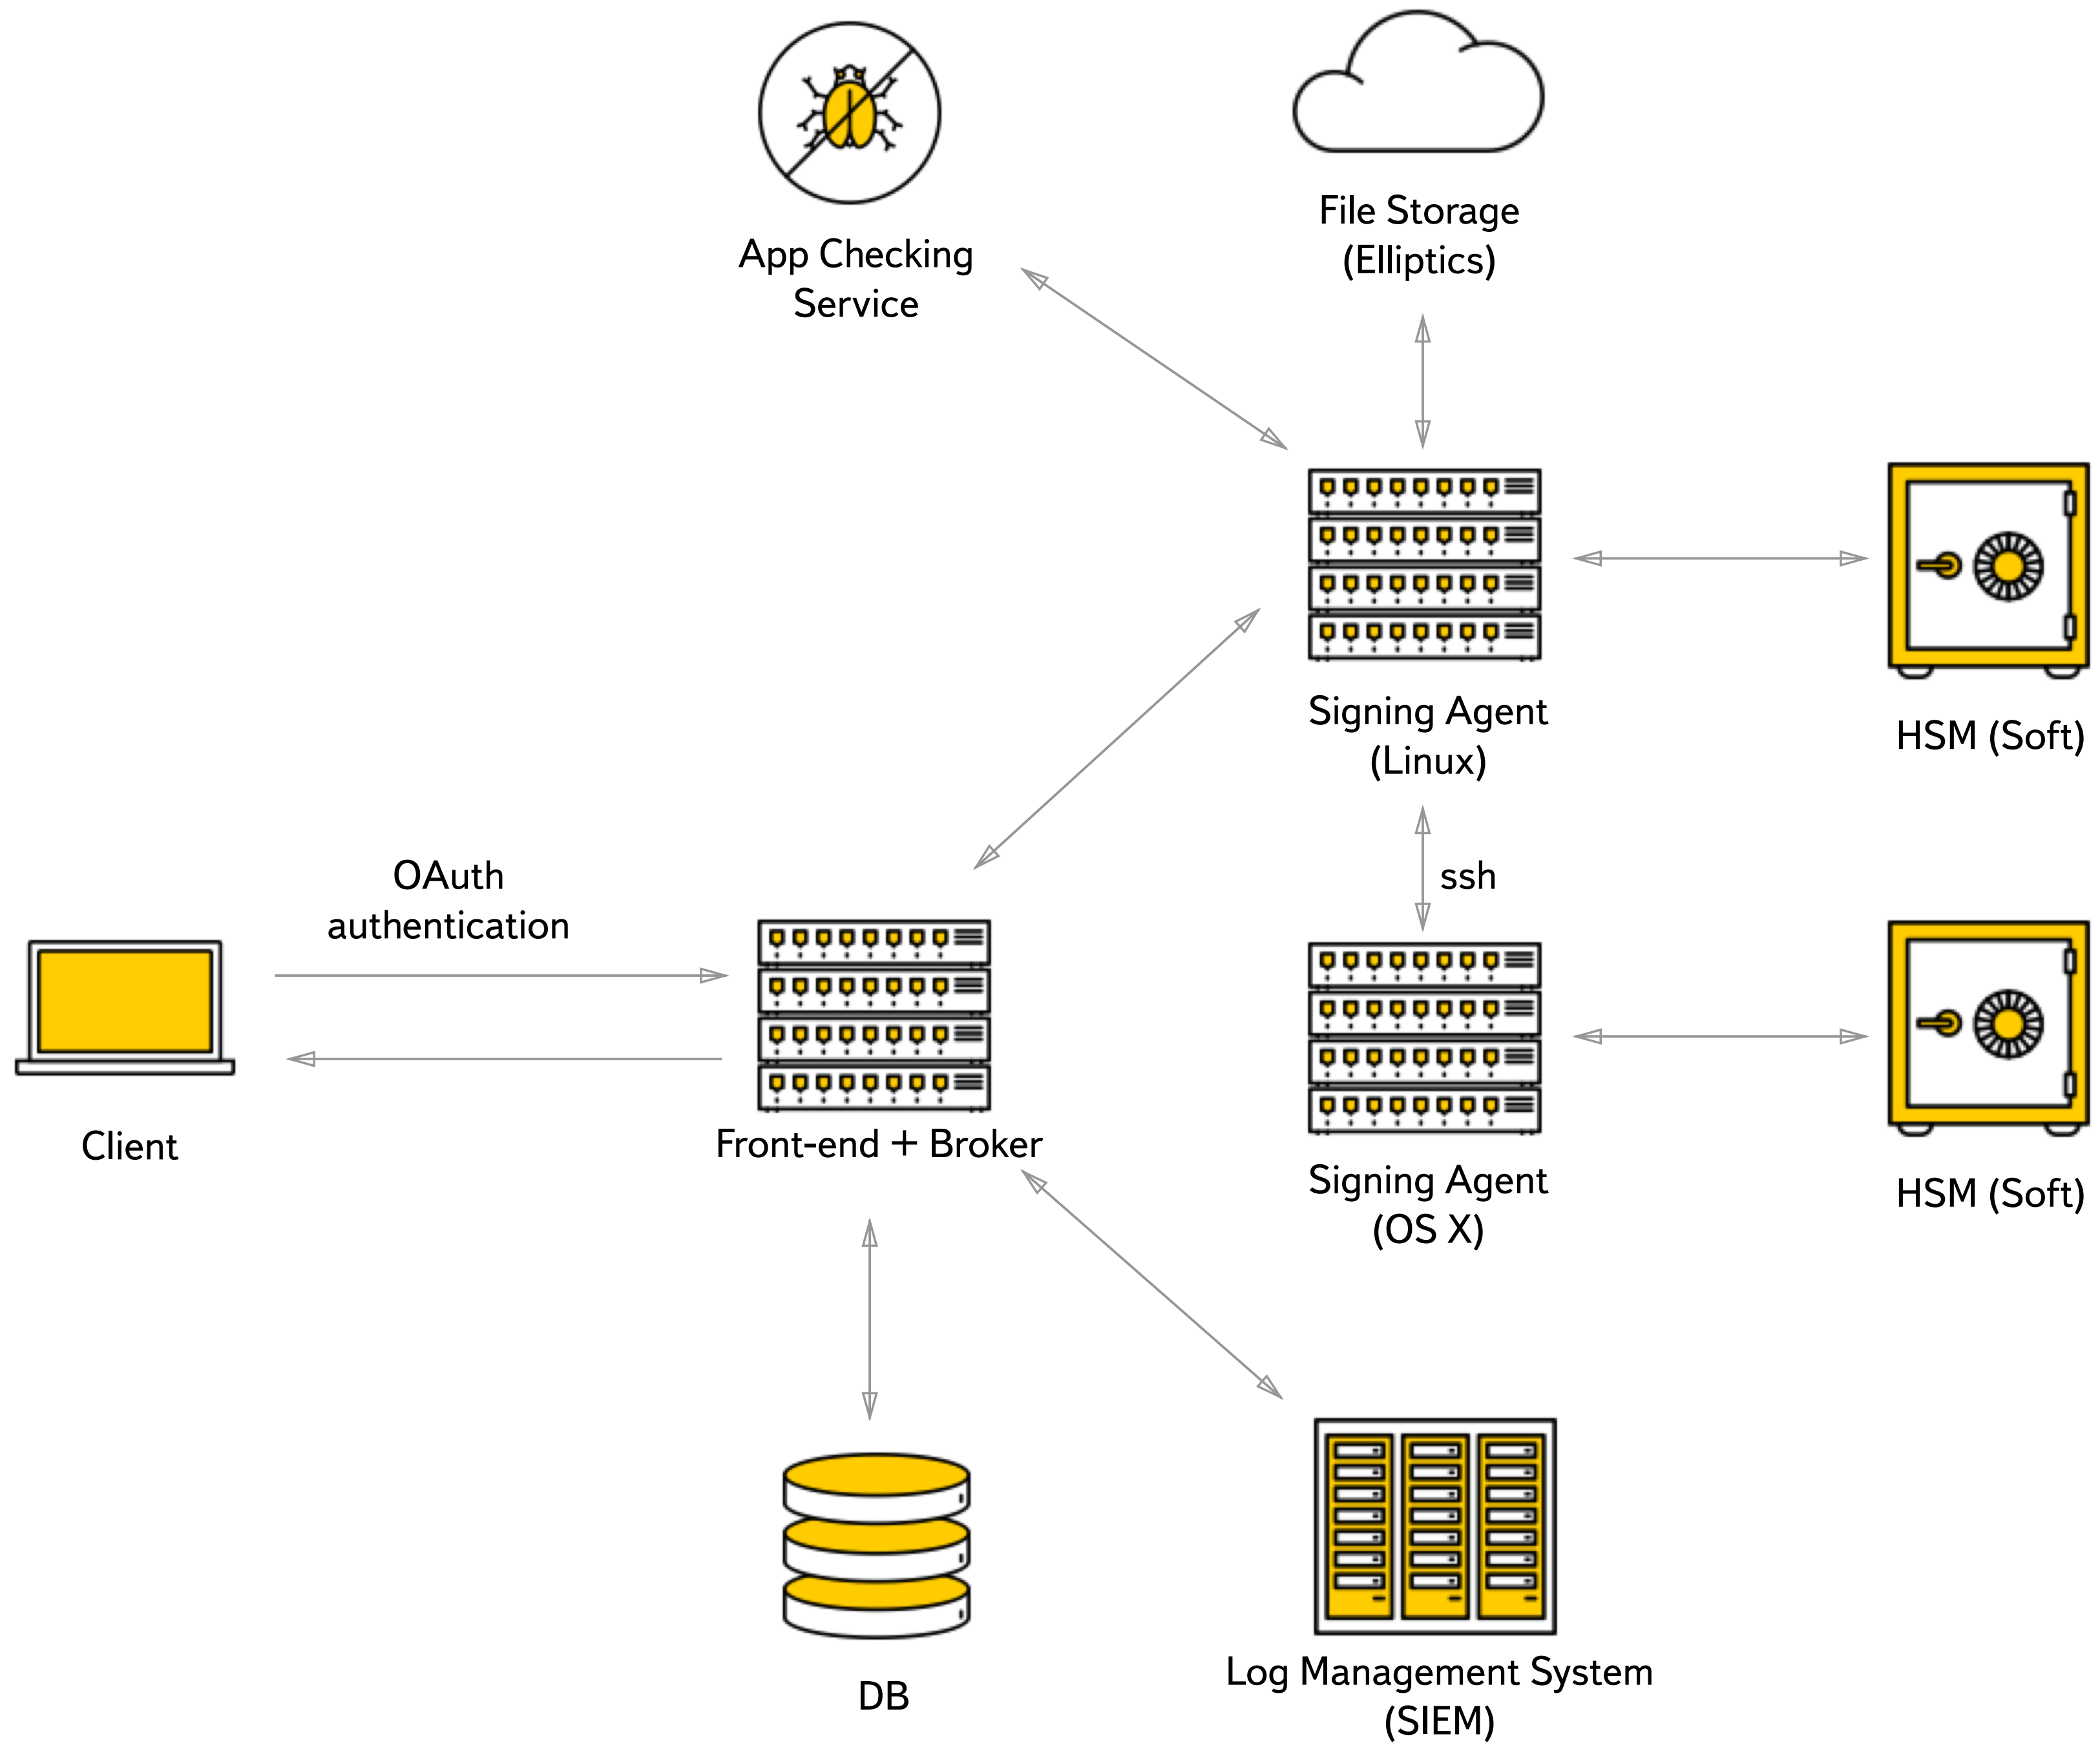 App Checking
Service
File Storage
(Elliptics)
Signing Agent
(Linux)
HSM (Soft)
OAuth
authentication
ssh
Client
Front-end + Broker
Signing Agent
(OS X)
HSM (Soft)
DB
Log Management System
(SIEM)